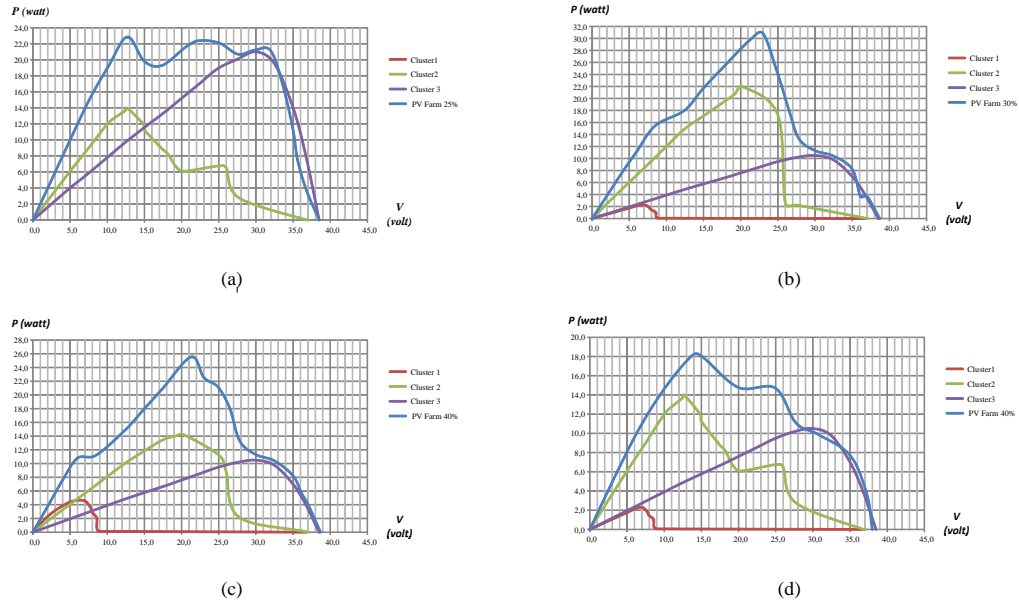 P (watt)
24,0
22,0
20,0
18,0
16,0
14,0
12,0
10,0
8,0
6,0
4,0
2,0
0,0
0,0 5,0 10,0 15,0 20,0 25,0 30,0 35,0 40,0 45,0
V
(volt)
Cluster1
Cluster2
Cluster 3
PV Farm 25%
(a)
P (watt)
32,0
30,0
28,0
26,0
24,0
22,0
20,0
18,0
16,0
14,0
12,0
10,0
8,0
6,0
4,0
2,0
0,0
0,0 5,0 10,0 15,0 20,0 25,0 30,0 35,0 40,0 45,0
V
(volt)
Cluster 1
Cluster 2
Cluster 3
PV Farm 30%
(b)
P (watt)
28,0
26,0
24,0
22,0
20,0
18,0
16,0
14,0
12,0
10,0
8,0
6,0
4,0
2,0
0,0
0,0 5,0 10,0 15,0 20,0 25,0 30,0 35,0 40,0 45,0
V
(volt)
Cluster 1
Cluster 2
Cluster 3
PV Farm 40%
(c)
P (watt)
20,0
18,0
16,0
14,0
12,0
10,0
8,0
6,0
4,0
2,0
0,0
0,0 5,0 10,0 15,0 20,0 25,0 30,0 35,0 40,0 45,0
V
(volt)
Cluster1
Cluster2
Cluster3
PV Farm 40%
(d)